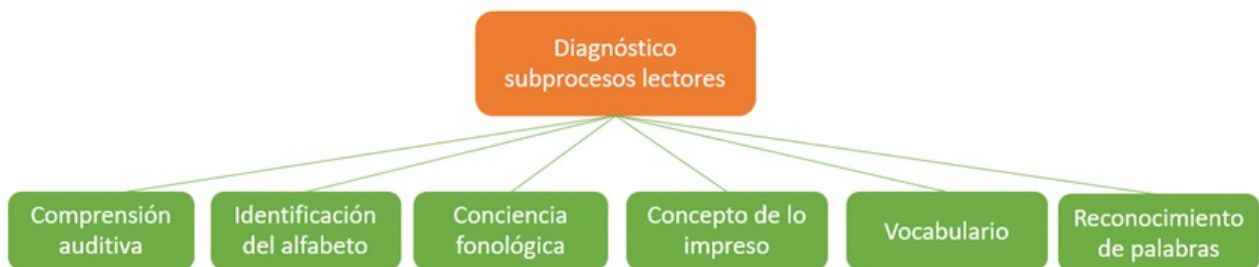 Diagnóstico
subprocesos lectores
Comprensión
auditiva
Identificación
del alfabeto
Conciencia
fonológica
Concepto de lo
impreso
Vocabulario
Reconocimiento
de palabras